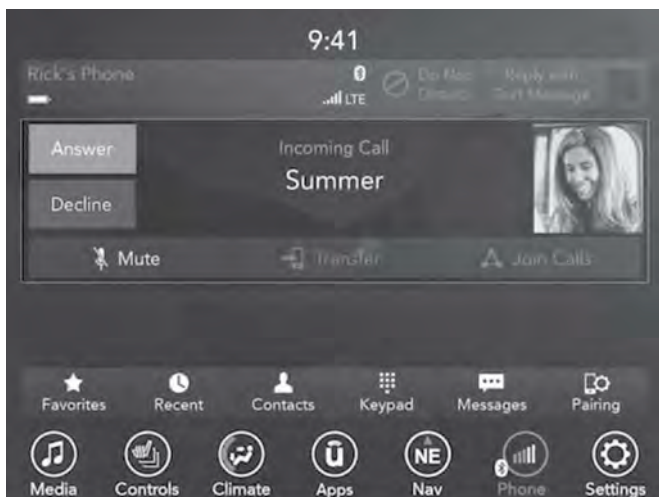 9:41
Rick's Phone
LTE
Do Not
Disturb
Reply with
Text Message
Answer
Incoming Call
Summer
Decline
Mute
Transfer
Join Calls
Favorites
Recent
Contacts
Keypad
Messages
Pairing
NE
Media
Controls
Climate
Apps
Nav
Phone
Settings